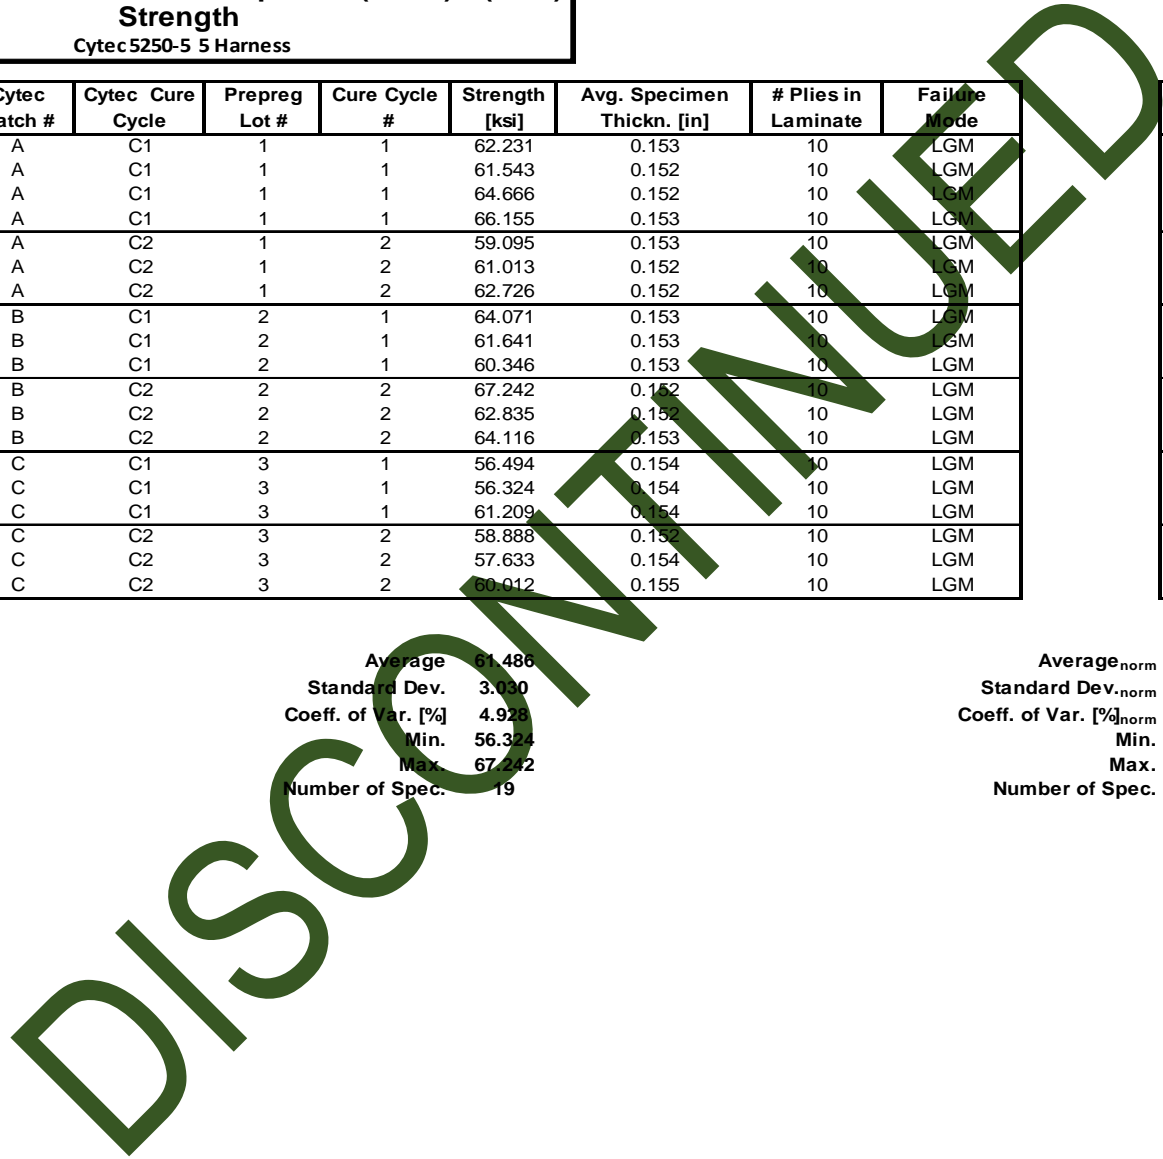 Strength
Cytec 5250-5 5 Harness
Cytec Cure Prepreg Cure Cycle Strength Avg. Specimen # Plies in Failure
Cycle Lot # # [ksi] Thickn. [in] Laminate Mode
A C1 1 1 62.231 0.153 10 LGM
A C1 1 1 61.543 0.152 10 LGM
A C1 1 1 64.666 0.152 10 LGM
A C1 1 1 66.155 0.153 10 LGM
A C2 1 2 59.095 0.153 10 LGM
A C2 1 2 61.013 0.152 10 LGM
A C2 1 2 62.726 0.152 10 LGM
B C1 2 1 64.071 0.153 10 LGM
B C1 2 1 61.641 0.153 10 LGM
B C1 2 1 60.346 0.153 10 LGM
B C2 2 2 67.242 0.152 10 LGM
B C2 2 2 62.835 0.152 10 LGM
B C2 2 2 64.116 0.153 10 LGM
C C1 3 1 56.494 0.154 10 LGM
C C1 3 1 56.324 0.154 10 LGM
C C1 3 1 61.209 0.154 10 LGM
C C2 3 2 58.888 0.152 10 LGM
C C2 3 2 57.633 0.154 10 LGM
C C2 3 2 60.012 0.155 10 LGM
Average 61.486 Averagenorm
Standard Dev. 3.030 Standard Dev.norm
Coeff. of Var. [%] 4.928 Coeff. of Var. [%]norm
Min. 56.324 Min.
Max. 67.242 Max.
Number of Spec. 19 Number of Spec.
DISCONTINUED